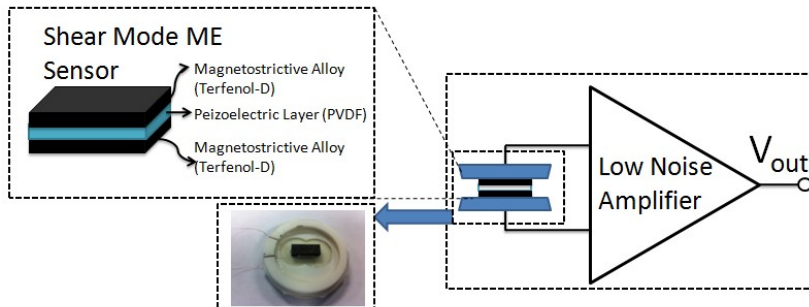 Shear Mode ME
Sensor
Magnetostrictive Alloy
(Terfenol-D)
Peizoelectric Layer (PVDF)
Magnetostrictive Alloy
(Terfenol-D)
Low Noise
Amplifier
Vout